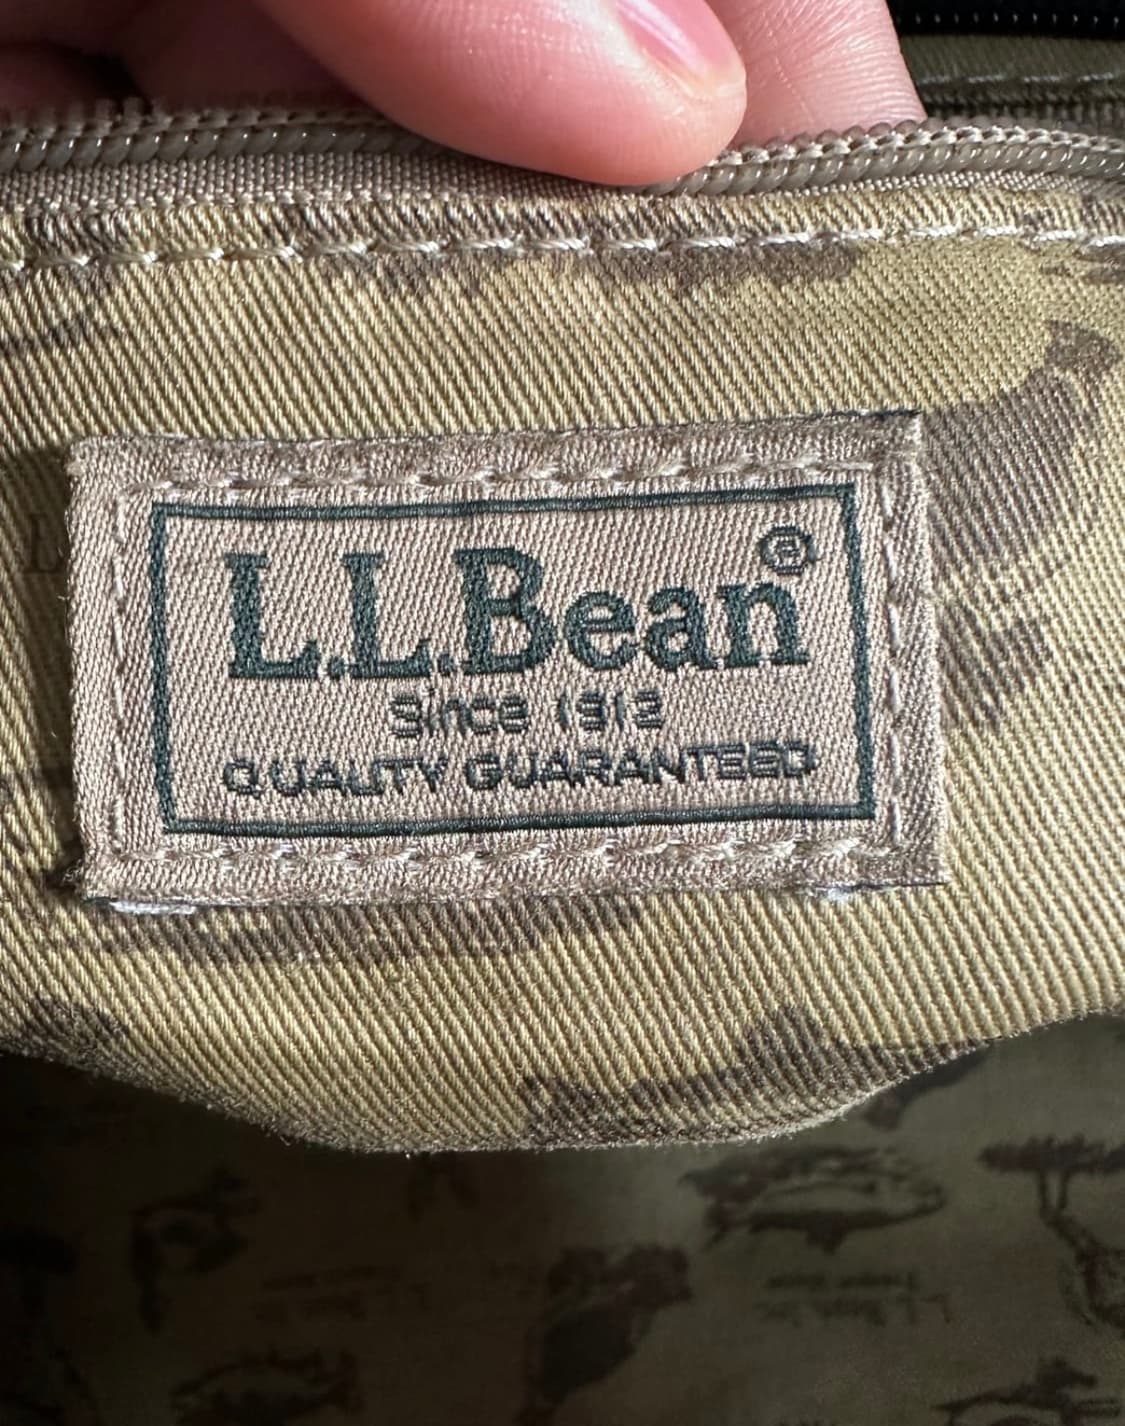 L.L.Bean®
Since 1912
QUALITY GUARANTEED